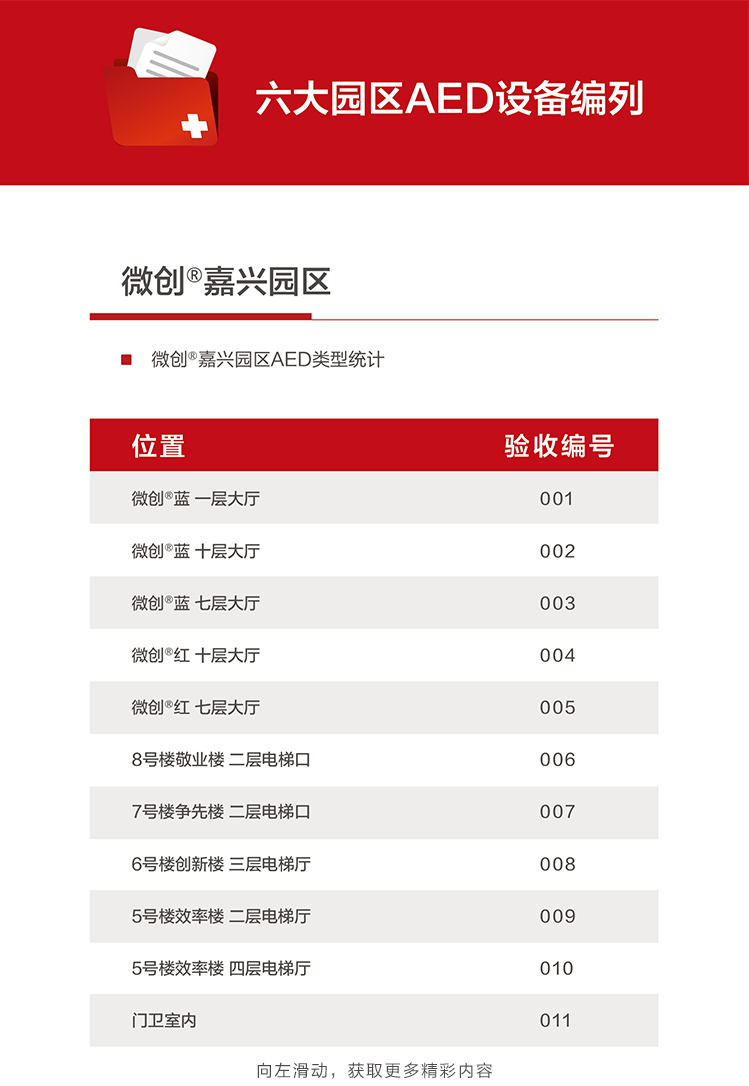 六大园区AED设备编列
微创®嘉兴园区
微创®嘉兴园区AED类型统计
位置 验收编号
微创®蓝 一层大厅 001
微创®蓝 十层大厅 002
微创®蓝 七层大厅 003
微创®红 十层大厅 004
微创®红 七层大厅 005
8号楼敬业楼 二层电梯口 006
7号楼争先楼 二层电梯口 007
6号楼创新楼 三层电梯厅 008
5号楼效率楼 二层电梯厅 009
5号楼效率楼 四层电梯厅 010
门卫室内 011
向左滑动，获取更多精彩内容